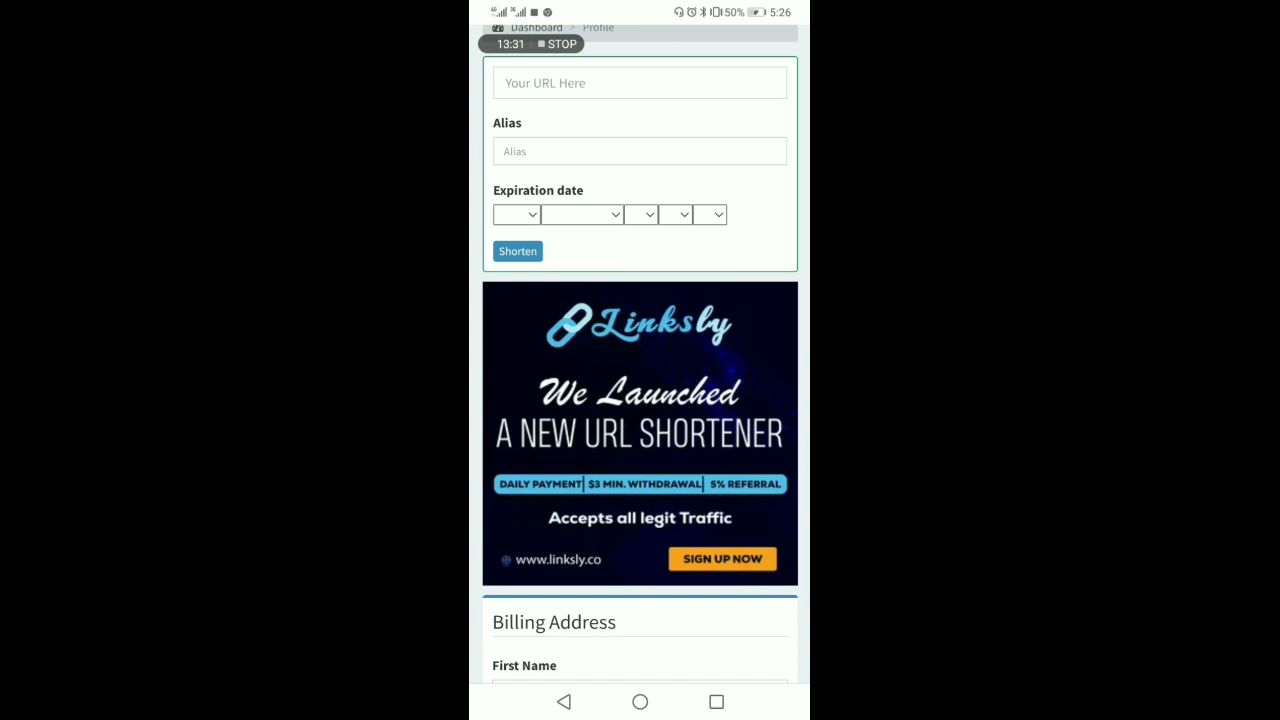 4G 3G 50% 5:26
Dashboard > Profile
13:31 STOP
Your URL Here
Alias
Alias
Expiration date
Shorten
Linksly
We Launched
A NEW URL SHORTENER
DAILY PAYMENT| $3 MIN. WITHDRAWAL| 5% REFERRAL
Accepts all legit Traffic
www.linksly.co SIGN UP NOW
Billing Address
First Name